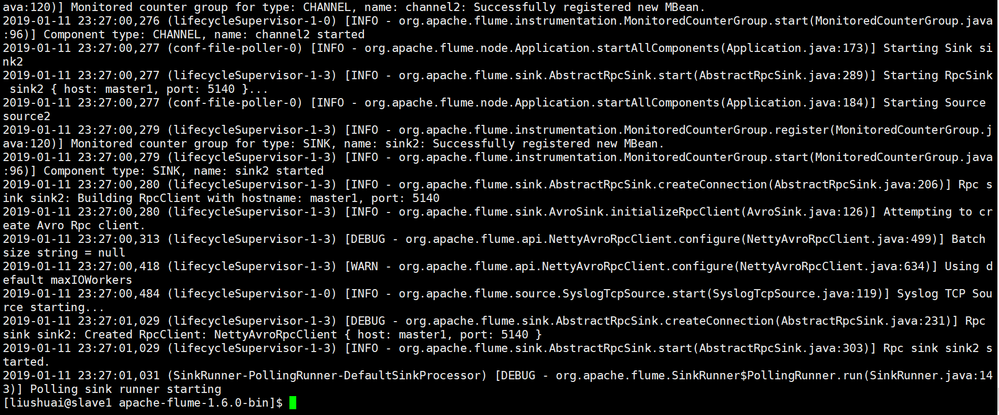 ava:120)] Monitored counter group for type: CHANNEL, name: channel2: Successfully registered new MBean.
2019-01-11 23:27:00,276 (lifecycleSupervisor-1-0) [INFO - org.apache.flume.instrumentation.MonitoredCounterGroup.start(MonitoredCounterGroup.java
:96)] Component type: CHANNEL, name: channel2 started
2019-01-11 23:27:00,277 (conf-file-poller-0) [INFO - org.apache.flume.node.Application.startAllComponents(Application.java:173)] Starting Sink si
nk2
2019-01-11 23:27:00,277 (lifecycleSupervisor-1-3) [INFO - org.apache.flume.sink.AbstractRpcSink.start(AbstractRpcSink.java:289)] Starting RpcSink
 sink2 { host: master1, port: 5140 }...
2019-01-11 23:27:00,277 (conf-file-poller-0) [INFO - org.apache.flume.node.Application.startAllComponents(Application.java:184)] Starting Source
source2
2019-01-11 23:27:00,279 (lifecycleSupervisor-1-3) [INFO - org.apache.flume.instrumentation.MonitoredCounterGroup.register(MonitoredCounterGroup.j
ava:120)] Monitored counter group for type: SINK, name: sink2: Successfully registered new MBean.
2019-01-11 23:27:00,279 (lifecycleSupervisor-1-3) [INFO - org.apache.flume.instrumentation.MonitoredCounterGroup.start(MonitoredCounterGroup.java
:96)] Component type: SINK, name: sink2 started
2019-01-11 23:27:00,280 (lifecycleSupervisor-1-3) [INFO - org.apache.flume.sink.AbstractRpcSink.createConnection(AbstractRpcSink.java:206)] Rpc s
ink sink2: Building RpcClient with hostname: master1, port: 5140
2019-01-11 23:27:00,280 (lifecycleSupervisor-1-3) [INFO - org.apache.flume.sink.AvroSink.initializeRpcClient(AvroSink.java:126)] Attempting to cr
eate Avro Rpc client.
2019-01-11 23:27:00,313 (lifecycleSupervisor-1-3) [DEBUG - org.apache.flume.api.NettyAvroRpcClient.configure(NettyAvroRpcClient.java:499)] Batch
size string = null
2019-01-11 23:27:00,418 (lifecycleSupervisor-1-3) [WARN - org.apache.flume.api.NettyAvroRpcClient.configure(NettyAvroRpcClient.java:634)] Using d
efault maxIOWorkers
2019-01-11 23:27:00,484 (lifecycleSupervisor-1-0) [INFO - org.apache.flume.source.SyslogTcpSource.start(SyslogTcpSource.java:119)] Syslog TCP Sou
rce starting...
2019-01-11 23:27:01,029 (lifecycleSupervisor-1-3) [DEBUG - org.apache.flume.sink.AbstractRpcSink.createConnection(AbstractRpcSink.java:231)] Rpc
sink sink2: Created RpcClient: NettyAvroRpcClient { host: master1, port: 5140 }
2019-01-11 23:27:01,029 (lifecycleSupervisor-1-3) [INFO - org.apache.flume.sink.AbstractRpcSink.start(AbstractRpcSink.java:303)] Rpc sink sink2 s
tarted.
2019-01-11 23:27:01,031 (SinkRunner-PollingRunner-DefaultSinkProcessor) [DEBUG - org.apache.flume.SinkRunner$PollingRunner.run(SinkRunner.java:14
3)] Polling sink runner starting
[liushuai@slave1 apache-flume-1.6.0-bin]$